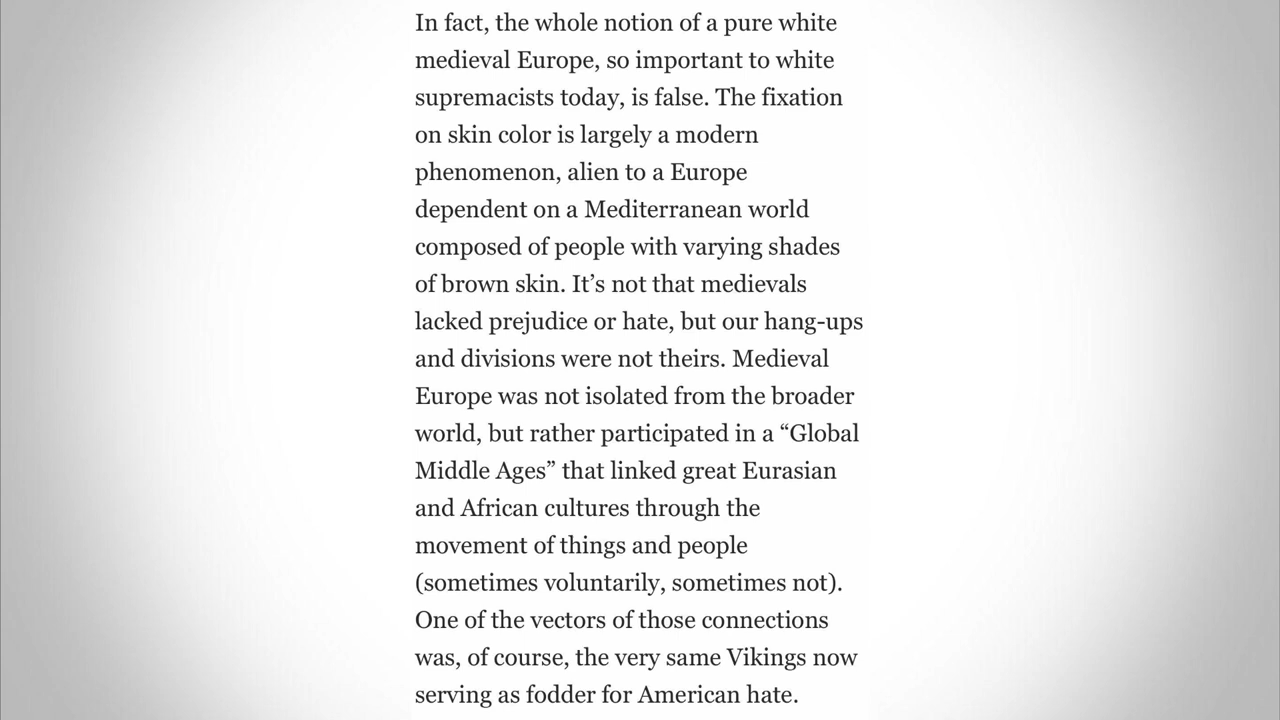 In fact, the whole notion of a pure white
medieval Europe, so important to white
supremacists today, is false. The fixation
on skin color is largely a modern
phenomenon, alien to a Europe
dependent on a Mediterranean world
composed of people with varying shades
of brown skin. It’s not that medievals
lacked prejudice or hate, but our hang-ups
and divisions were not theirs. Medieval
Europe was not isolated from the broader
world, but rather participated in a “Global
Middle Ages” that linked great Eurasian
and African cultures through the
movement of things and people
(sometimes voluntarily, sometimes not).
One of the vectors of those connections
was, of course, the very same Vikings now
serving as fodder for American hate.